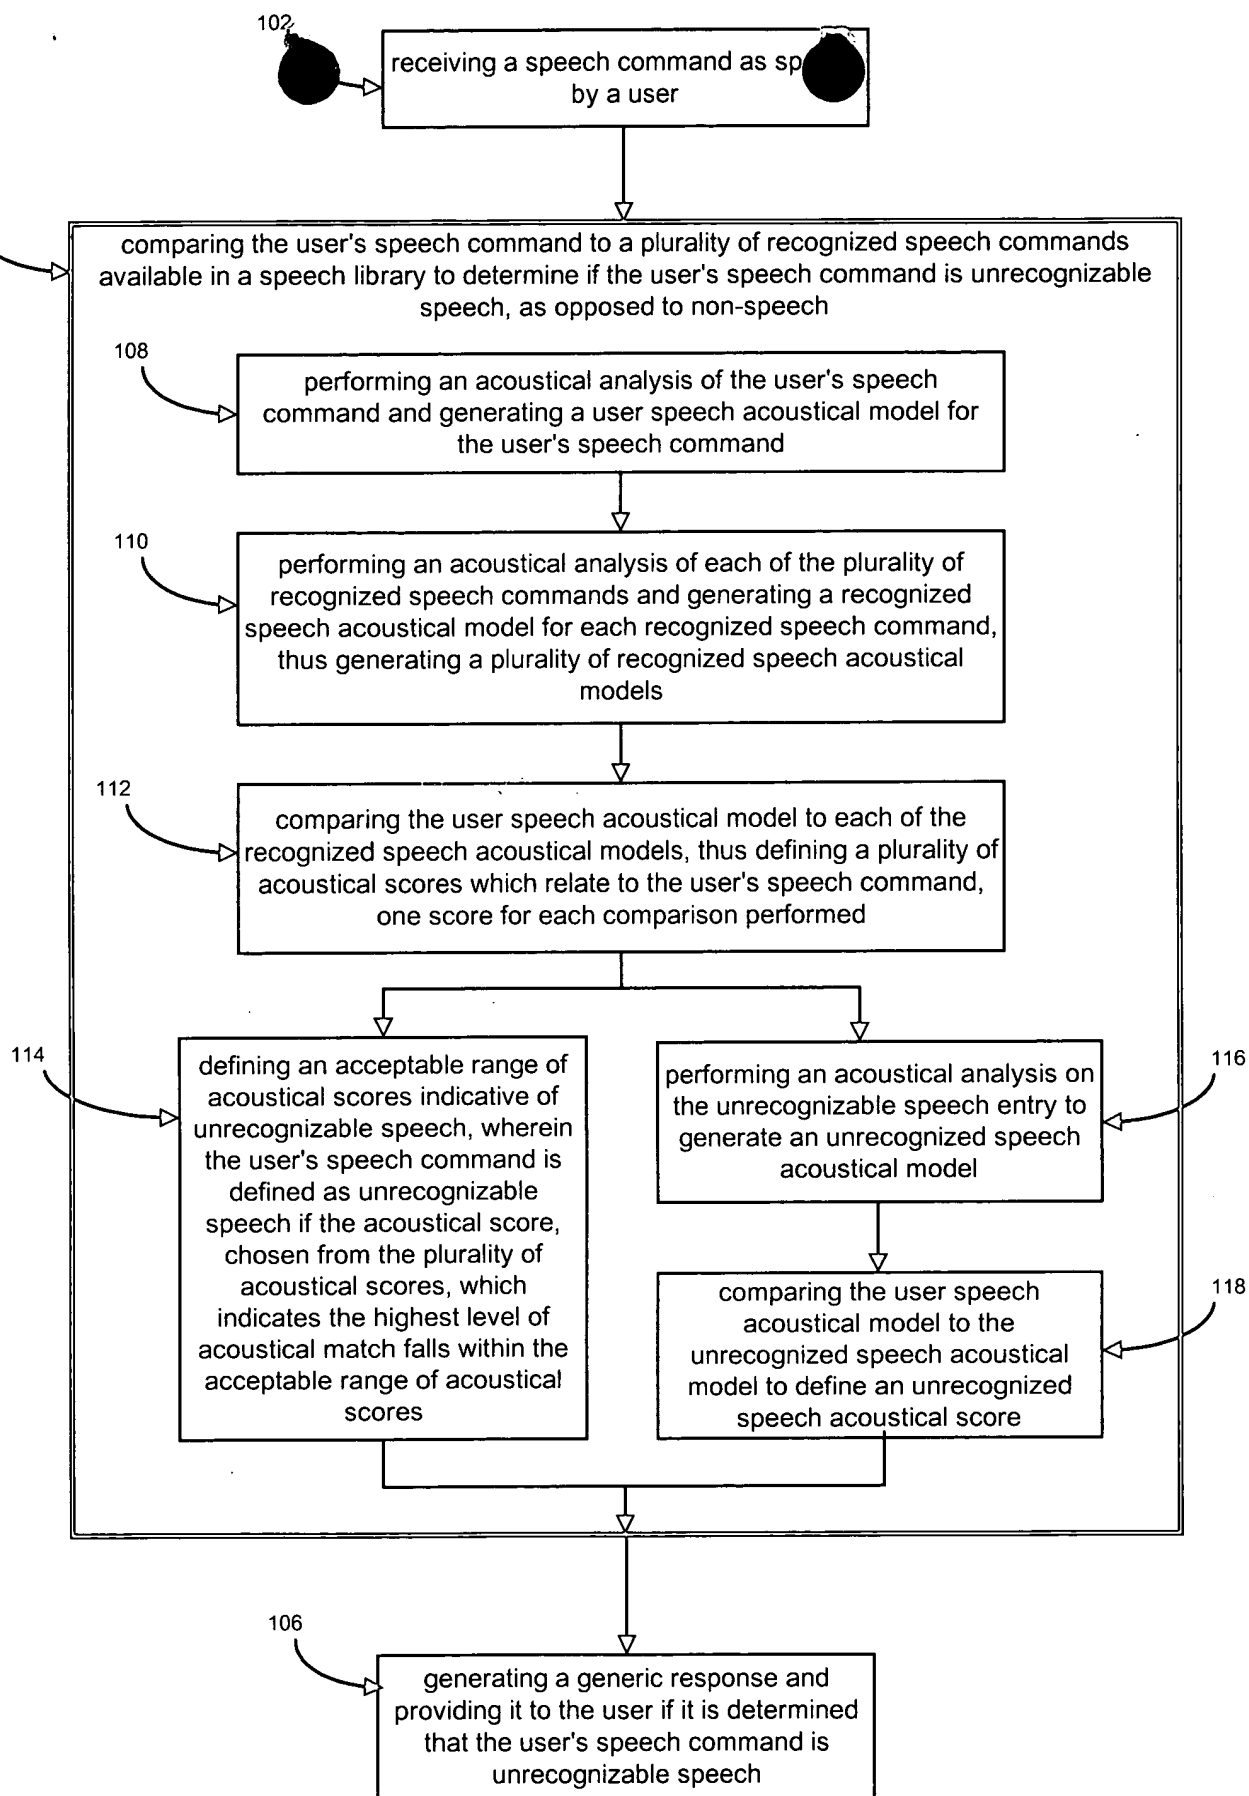 102
receiving a speech command as sp
by a user
comparing the user's speech command to a plurality of recognized speech commands
available in a speech library to determine if the user's speech command is unrecognizable
speech, as opposed to non-speech
108
performing an acoustical analysis of the user's speech
command and generating a user speech acoustical model for
the user's speech command
110
performing an acoustical analysis of each of the plurality of
recognized speech commands and generating a recognized
speech acoustical model for each recognized speech command,
thus generating a plurality of recognized speech acoustical
models
112
comparing the user speech acoustical model to each of the
recognized speech acoustical models, thus defining a plurality of
acoustical scores which relate to the user's speech command,
one score for each comparison performed
114
defining an acceptable range of
acoustical scores indicative of
unrecognizable speech, wherein
the user's speech command is
defined as unrecognizable
speech if the acoustical score,
chosen from the plurality of
acoustical scores, which
indicates the highest level of
acoustical match falls within the
acceptable range of acoustical
scores
116
performing an acoustical analysis on
the unrecognizable speech entry to
generate an unrecognized speech
acoustical model
118
comparing the user speech
acoustical model to the
unrecognized speech acoustical
model to define an unrecognized
speech acoustical score
106
generating a generic response and
providing it to the user if it is determined
that the user's speech command is
unrecognizable speech